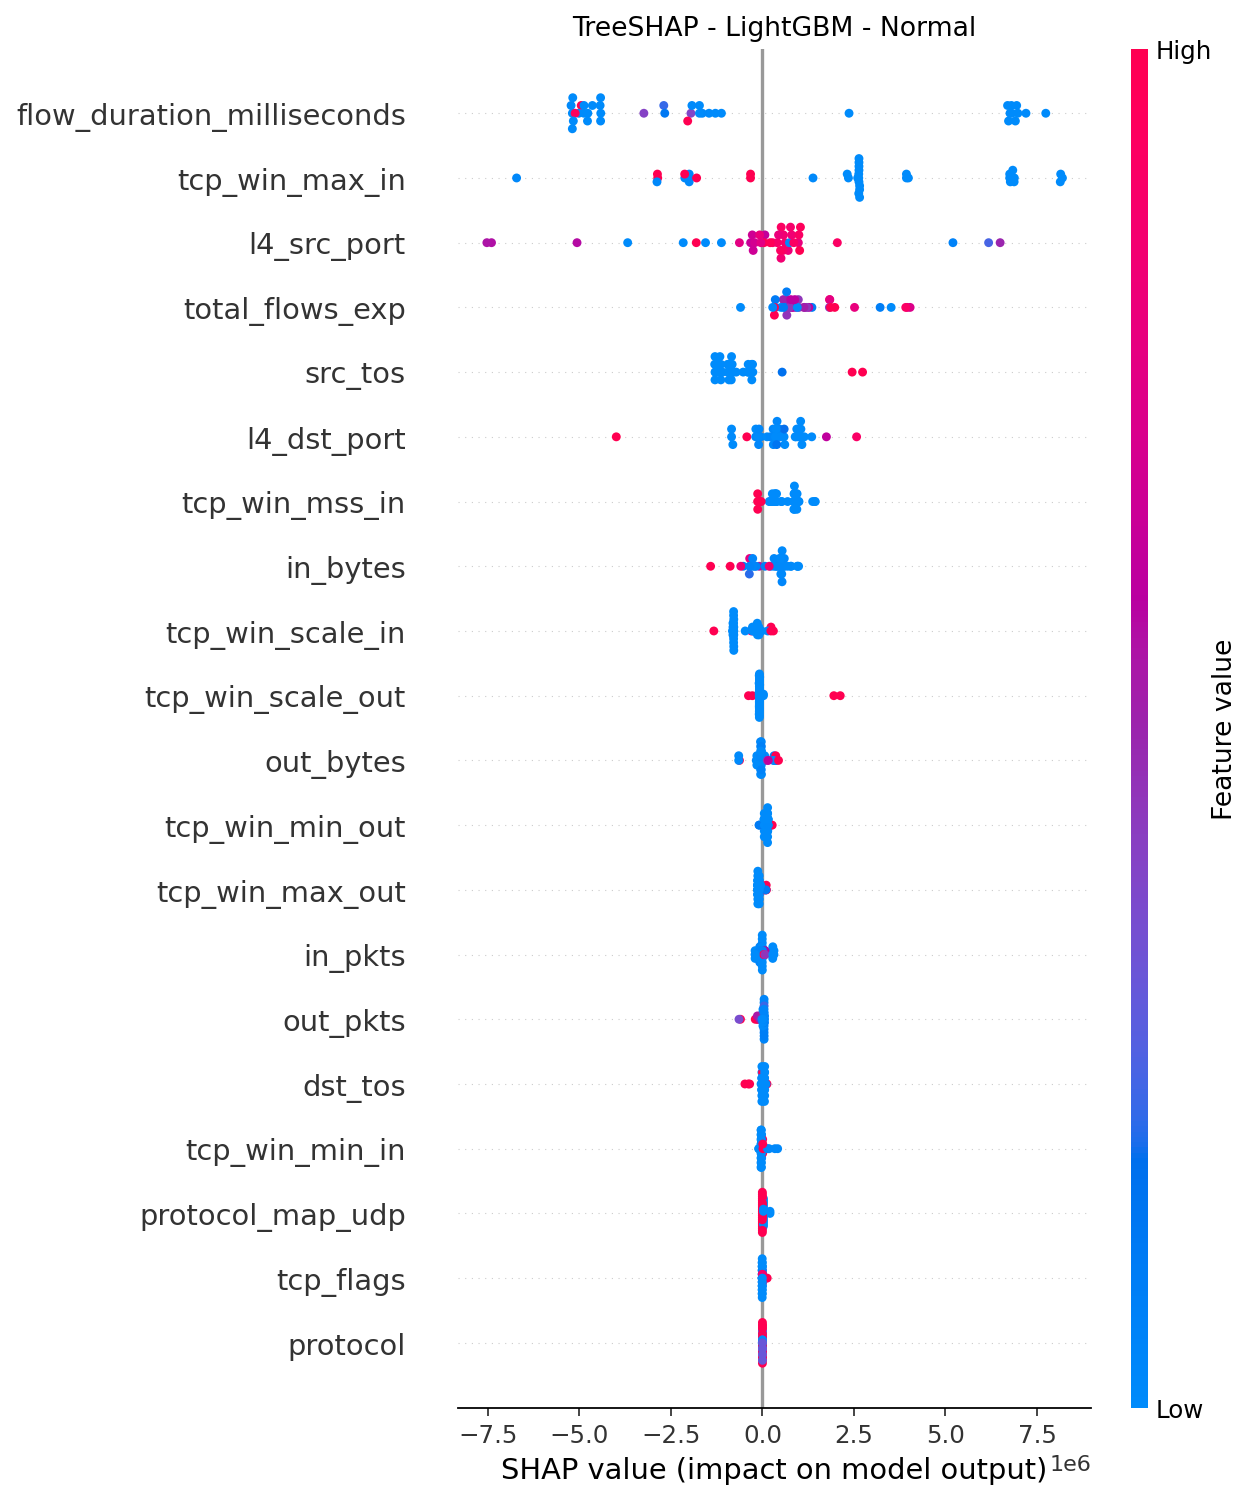 TreeSHAP - LightGBM - Normal
High
flow_duration_milliseconds
tcp_win_max_in
l4_src_port
total_flows_exp
src_tos
l4_dst_port
tcp_win_mss_in
in_bytes
tcp_win_scale_in
tcp_win_scale_out
out_bytes
tcp_win_min_out
tcp_win_max_out
in_pkts
out_pkts
dst_tos
tcp_win_min_in
protocol_map_udp
tcp_flags
protocol
Feature value
Low
−7.5 −5.0 −2.5 0.0 2.5 5.0 7.5
1e6
SHAP value (impact on model output)